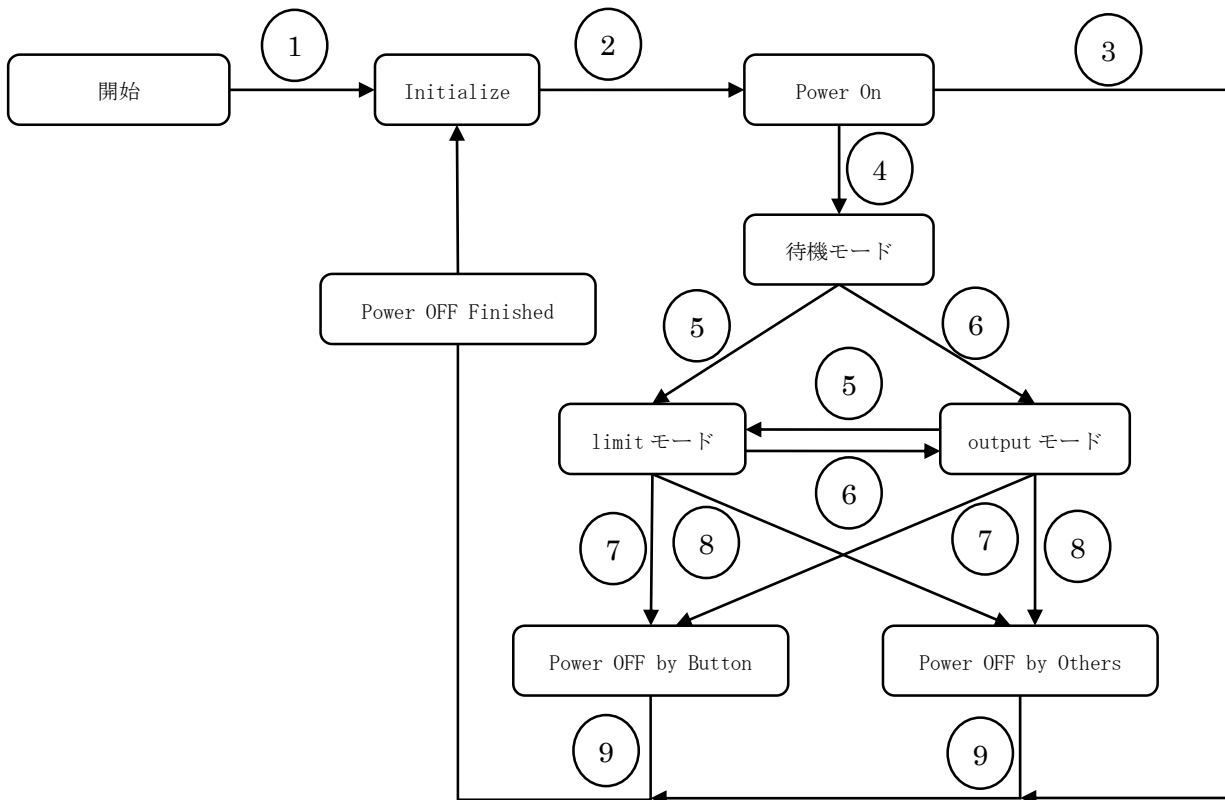 1
2
3
開始
Initialize
Power On
4
待機モード
Power OFF Finished
5
6
5
limit モード
output モード
6
7
8
7
8
Power OFF by Button
Power OFF by Others
9
9